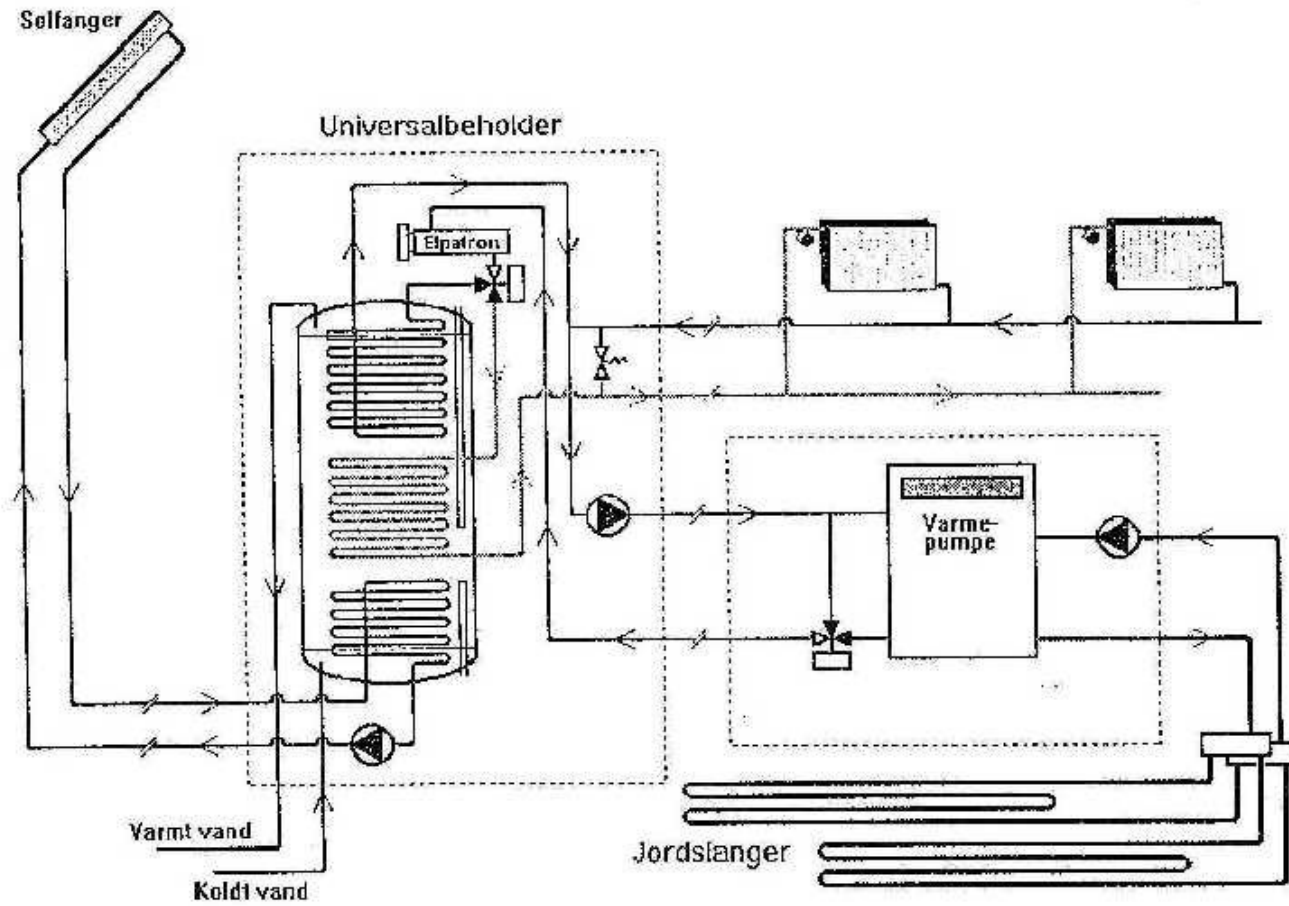 Solfanger
Universalbeholder
Elpatron
Varme-
pumpe
Varmt vand
Jordslanger
Koldt vand